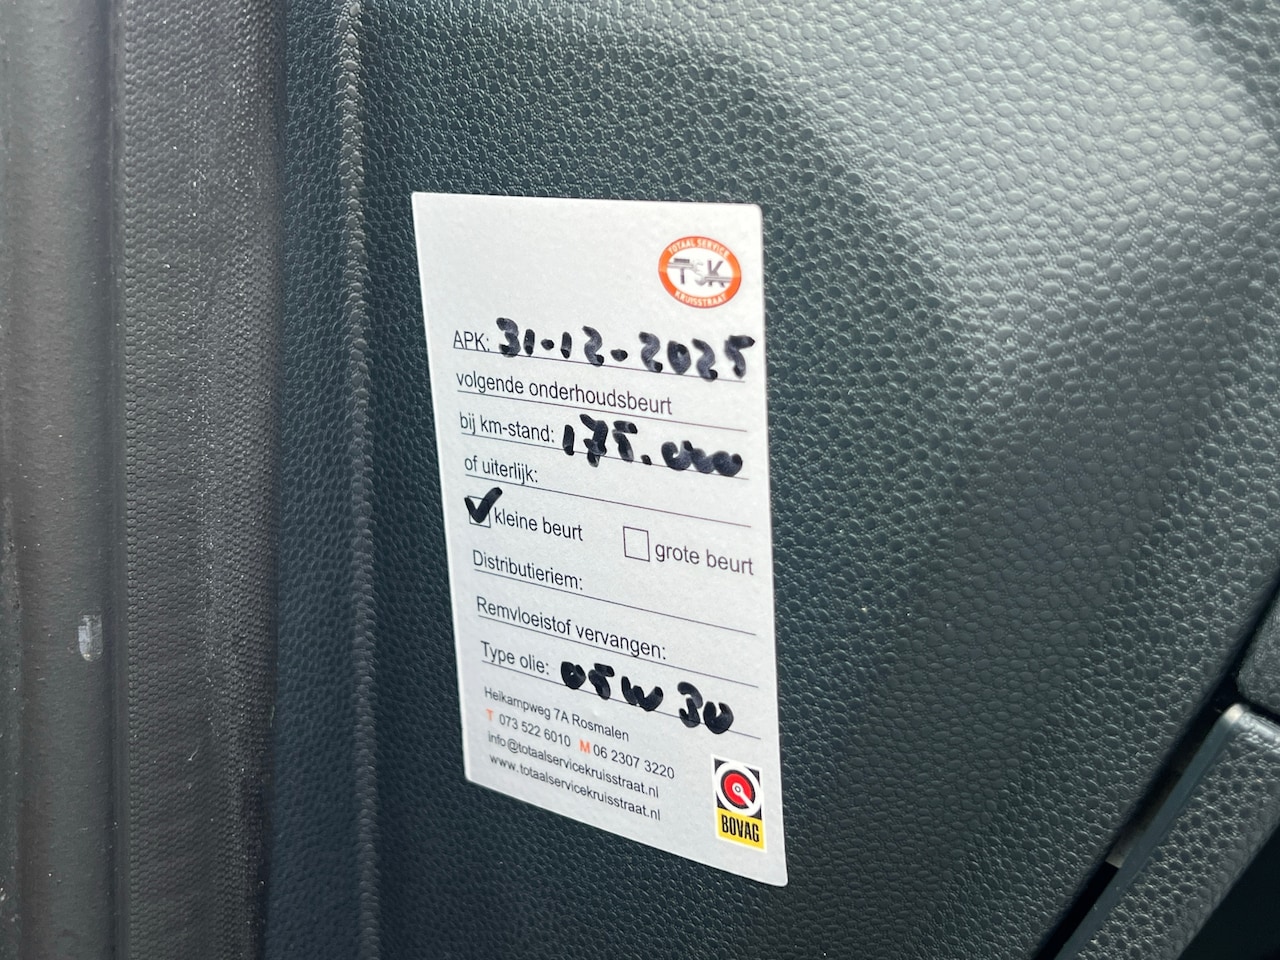 TOTAAL SERVICE
TSK
KRUISSTRAAT
APK: 31-12-2025
volgende onderhoudsbeurt
bij km-stand: 175.000
of uiterlijk:
kleine beurt grote beurt
Distributieriem:
Remvloeistof vervangen:
Type olie: 05W30
Heikampweg 7A Rosmalen
T 073 522 6010 M 06 2307 3220
info@totaalservicekruisstraat.nl
www.totaalservicekruisstraat.nl
BOVAG